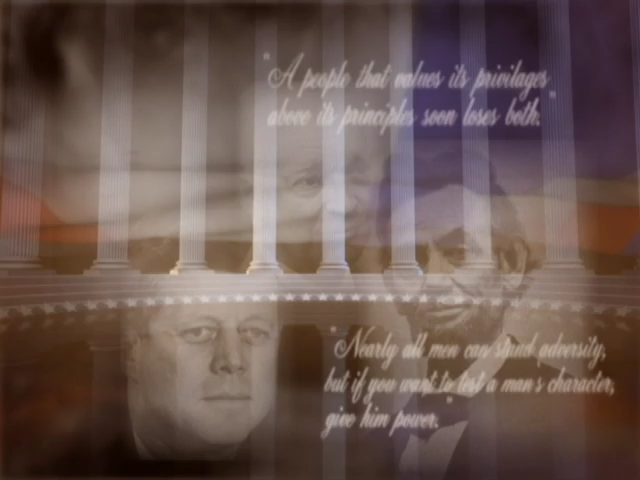 "A people that values its privilages
above its principles soon loses both."
"Nearly all men can stand adversity,
but if you want to test a man's character,
give him power."